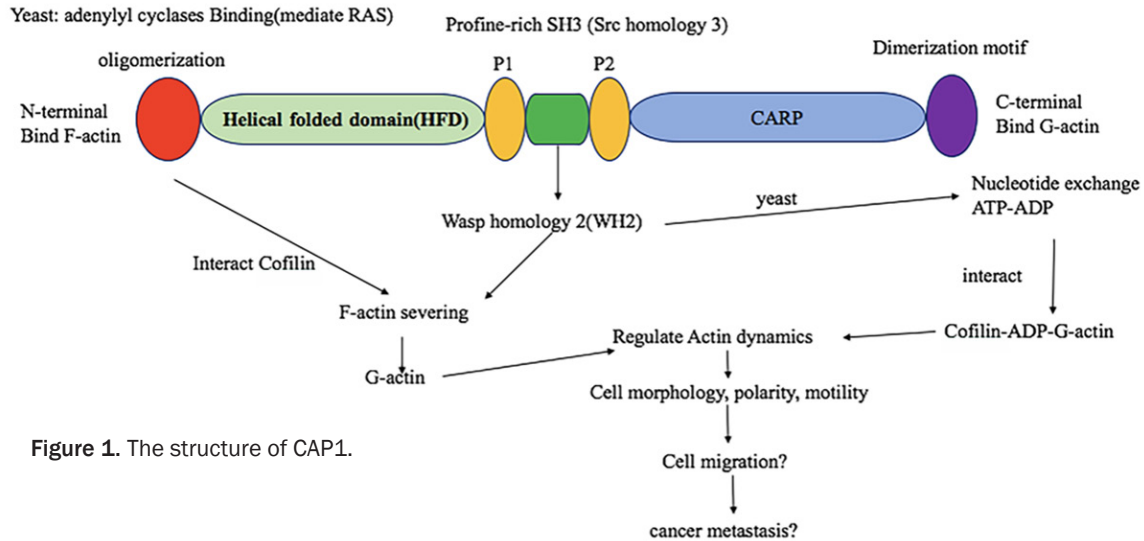 Yeast: adenylyl cyclases Binding(mediate RAS)
Profine-rich SH3 (Src homology 3)
oligomerization
P1
P2
Dimerization motif
N-terminal
Bind F-actin
Helical folded domain(HFD)
CARP
C-terminal
Bind G-actin
Wasp homology 2(WH2)
yeast
Nucleotide exchange
ATP-ADP
Interact Cofilin
interact
F-actin severing
Regulate Actin dynamics
Cofilin-ADP-G-actin
G-actin
Cell morphology, polarity, motility
Figure 1. The structure of CAP1.
Cell migration?
cancer metastasis?